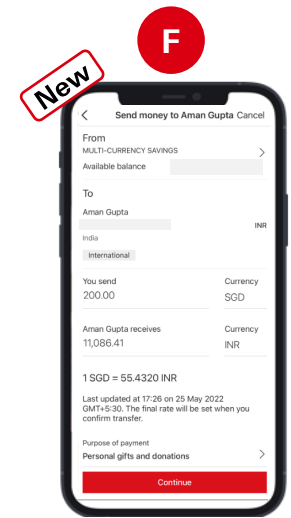 F
New
Send money to Aman Gupta Cancel
From
MULTI-CURRENCY SAVINGS
Available balance
To
Aman Gupta
INR
India
International
You send Currency
200.00 SGD
Aman Gupta receives Currency
11,086.41 INR
1 SGD = 55.4320 INR
Last updated at 17:26 on 25 May 2022
GMT+5:30. The final rate will be set when you
confirm transfer.
Purpose of payment
Personal gifts and donations
Continue